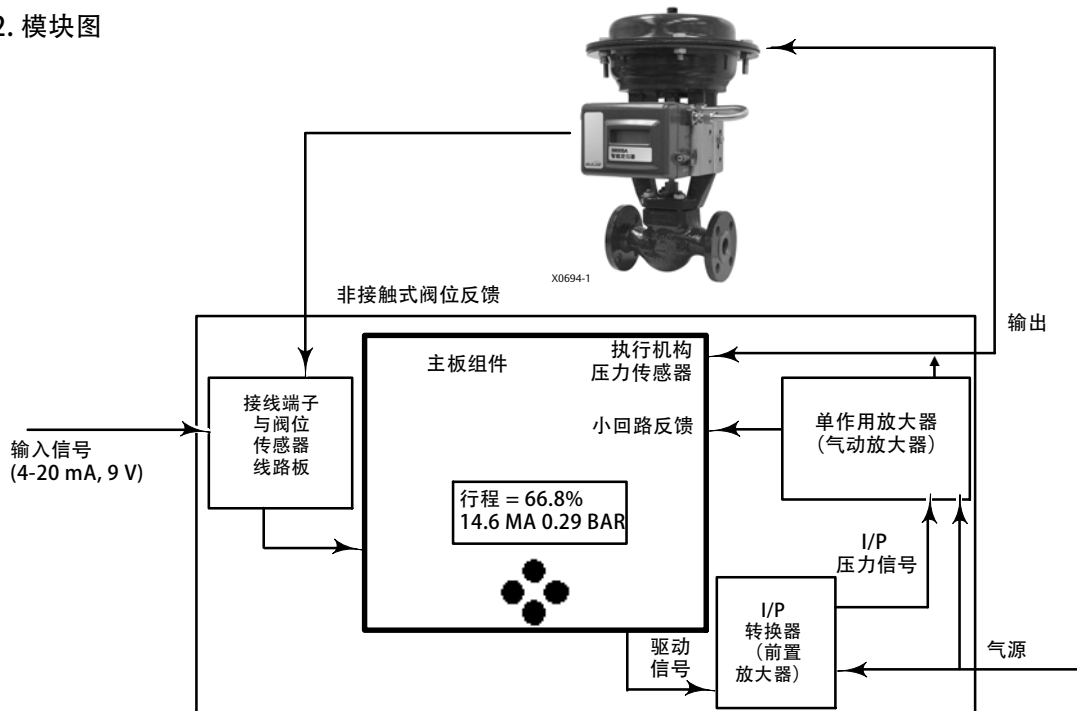 2. 模块图
X0694-1
非接触式阀位反馈
输出
主板组件
执行机构
压力传感器
接线端子
与阀位
传感器
线路板
小回路反馈
单作用放大器
（气动放大器）
输入信号
(4-20 mA, 9 V)
行程 = 66.8%
14.6 MA 0.29 BAR
I/P
压力信号
I/P
转换器
（前置
放大器）
驱动
信号
气源